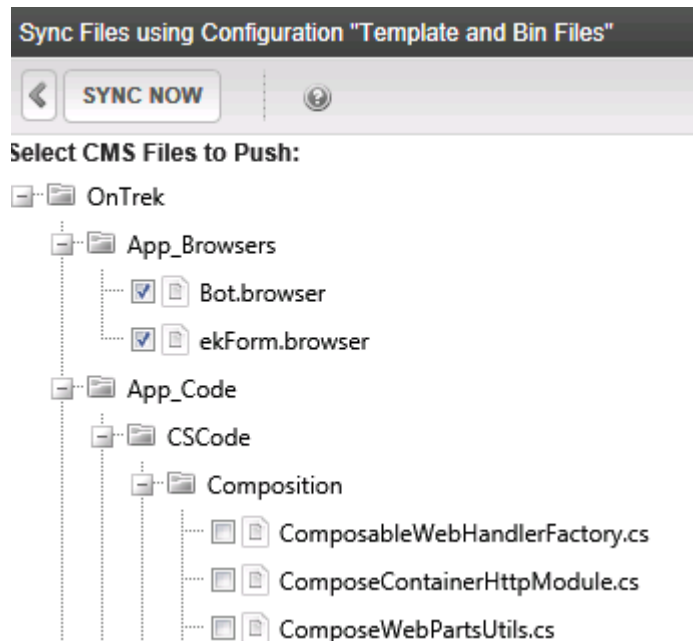 Sync Files using Configuration "Template and Bin Files"
SYNC NOW
Select CMS Files to Push:
OnTrek
App_Browsers
Bot.browser
ekForm.browser
App_Code
CSCode
Composition
ComposableWebHandlerFactory.cs
ComposeContainerHttpModule.cs
ComposeWebPartsUtils.cs